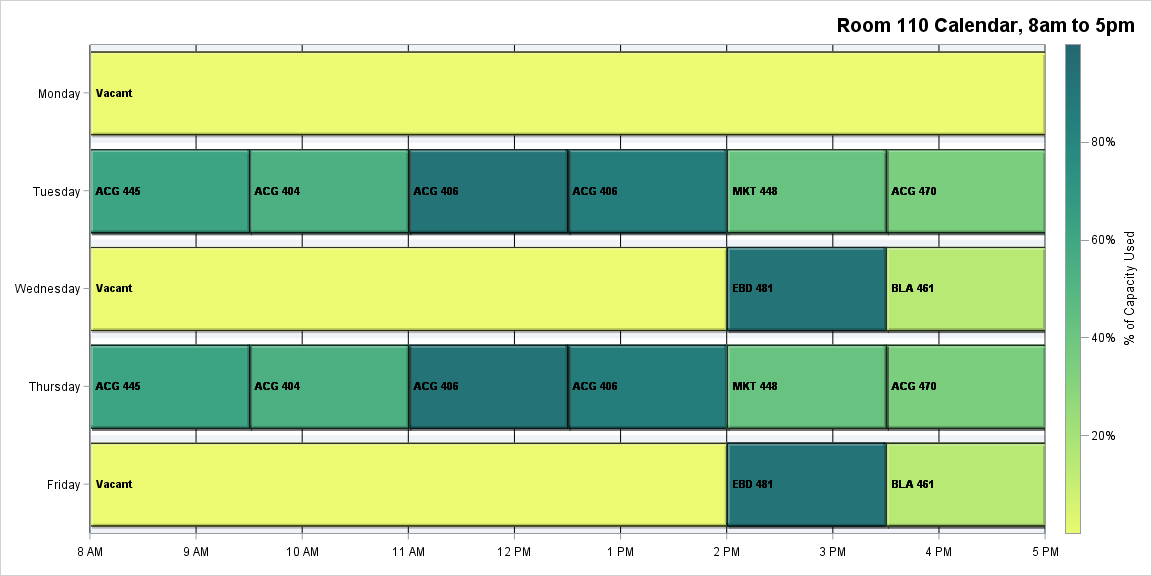 Room 110 Calendar, 8am to 5pm
Monday
Vacant
Tuesday
ACG 445
ACG 404
ACG 406
ACG 406
MKT 448
ACG 470
Wednesday
Vacant
EBD 481
BLA 461
Thursday
ACG 445
ACG 404
ACG 406
ACG 406
MKT 448
ACG 470
Friday
Vacant
EBD 481
BLA 461
8 AM
9 AM
10 AM
11 AM
12 PM
1 PM
2 PM
3 PM
4 PM
5 PM
80%
60%
40%
20%
% of Capacity Used